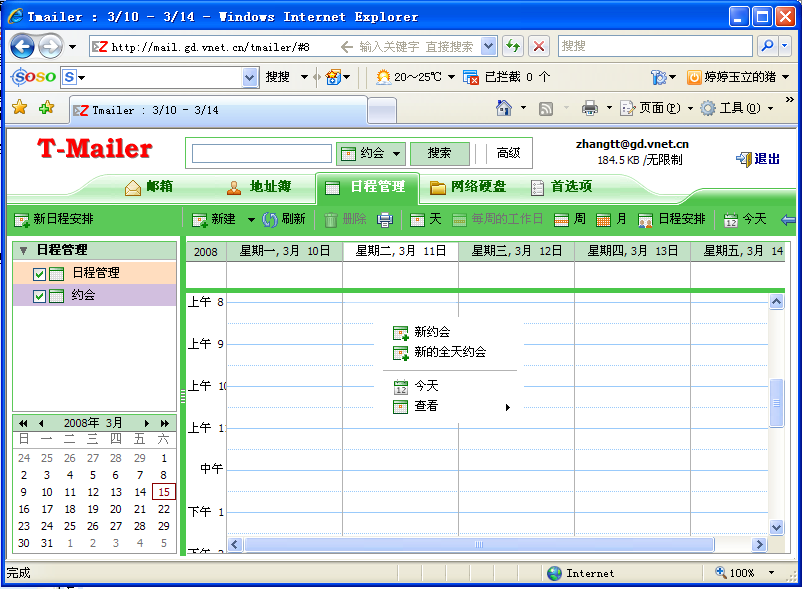 Tmailer : 3/10 - 3/14 - Windows Internet Explorer
http://mail.gd.vnet.cn/tmailer/#8
输入关键字 直接搜索
搜搜
Soso
搜搜
20~25℃
已拦截 0 个
婷婷玉立的猪
Tmailer : 3/10 - 3/14
页面(P)
工具(O)
T-Mailer
约会
搜索
高级
zhangtt@gd.vnet.cn
184.5 KB /无限制
退出
邮箱
地址簿
日程管理
网络硬盘
首选项
新日程安排
新建
刷新
删除
天
每周的工作日
周
月
日程安排
今天
日程管理
日程管理
约会
2008
星期一, 3月 10日
星期二, 3月 11日
星期三, 3月 12日
星期四, 3月 13日
星期五, 3月 14
上午 8
上午 9
上午 10
上午 1
中午
下午 1
新约会
新的全天约会
今天
查看
2008年 3月
日 一 二 三 四 五 六
24 25 26 27 28 29 1
2 3 4 5 6 7 8
9 10 11 12 13 14 15
16 17 18 19 20 21 22
23 24 25 26 27 28 29
30 31 1 2 3 4 5
完成
Internet
100%